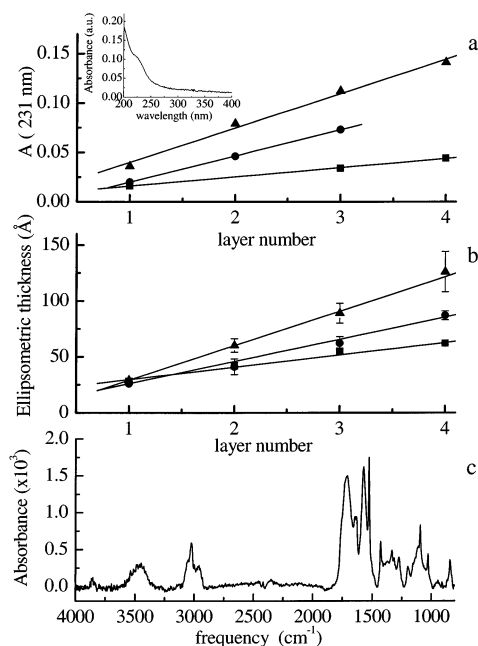 a
0.15
0.10
0.05
0.00
A ( 231 nm)
0.20
0.15
0.10
0.05
0.00
Absorbance (a.u.)
200 250 300 350 400
wavelength (nm)
1 2 3 4
layer number
b
150
100
50
0
Ellipsometric thickness (Å)
1 2 3 4
layer number
c
2.0
1.5
1.0
0.5
0.0
Absorbance (x10³)
4000 3500 3000 2500 2000 1500 1000
frequency (cm⁻¹)